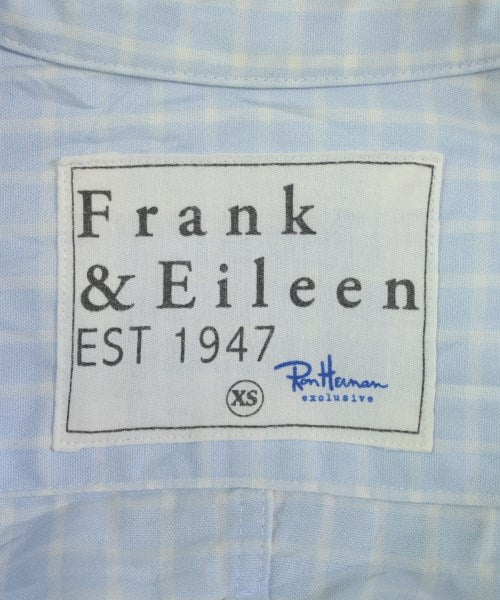 Frank
& Eileen
EST 1947
Ron Herman
exclusive
XS